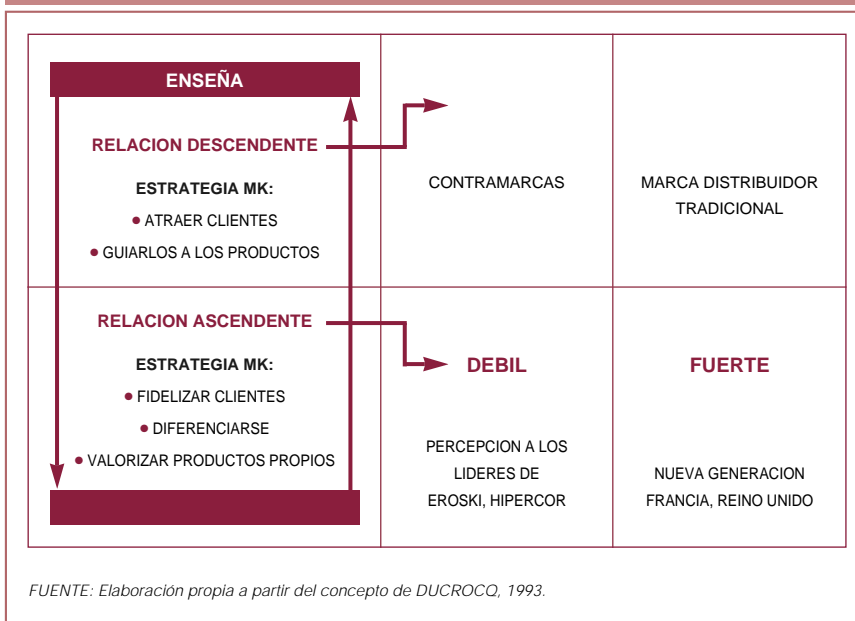 ENSEÑA
RELACION DESCENDENTE
ESTRATEGIA MK:
• ATRAER CLIENTES
• GUIARLOS A LOS PRODUCTOS
CONTRAMARCAS
MARCA DISTRIBUIDOR
TRADICIONAL
RELACION ASCENDENTE
ESTRATEGIA MK:
• FIDELIZAR CLIENTES
• DIFERENCIARSE
• VALORIZAR PRODUCTOS PROPIOS
DEBIL
PERCEPCION A LOS
LIDERES DE
EROSKI, HIPERCOR
FUERTE
NUEVA GENERACION
FRANCIA, REINO UNIDO
FUENTE: Elaboración propia a partir del concepto de DUCROCQ, 1993.